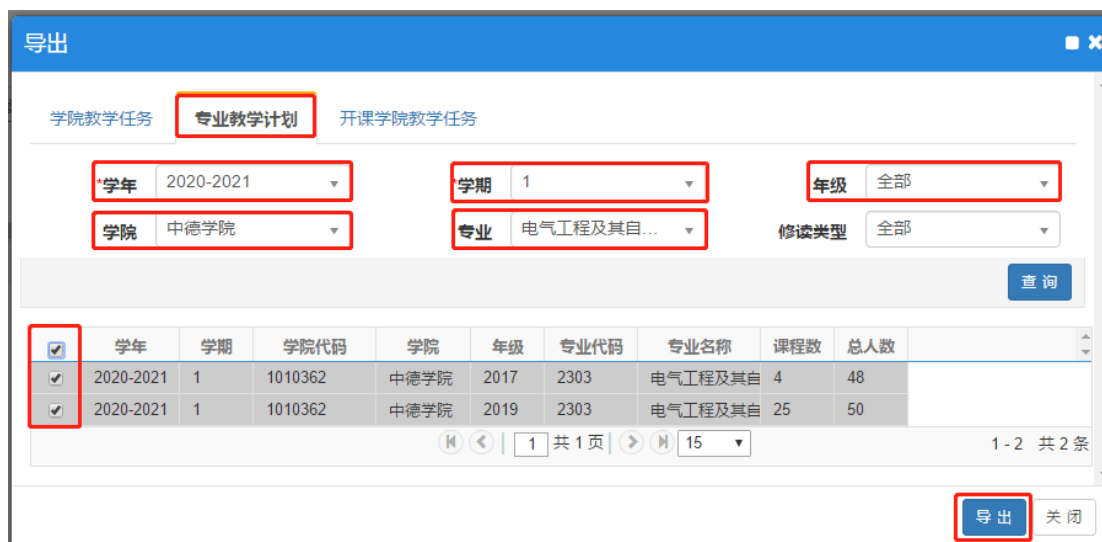 导出
学院教学任务 专业教学计划 开课学院教学任务
*学年 2020-2021 *学期 1 年级 全部
学院 中德学院 专业 电气工程及其自... 修读类型 全部
查 询
学年 学期 学院代码 学院 年级 专业代码 专业名称 课程数 总人数
2020-2021 1 1010362 中德学院 2017 2303 电气工程及其自 4 48
2020-2021 1 1010362 中德学院 2019 2303 电气工程及其自 25 50
1 共 1 页 15 1 - 2 共 2 条
导 出 关 闭